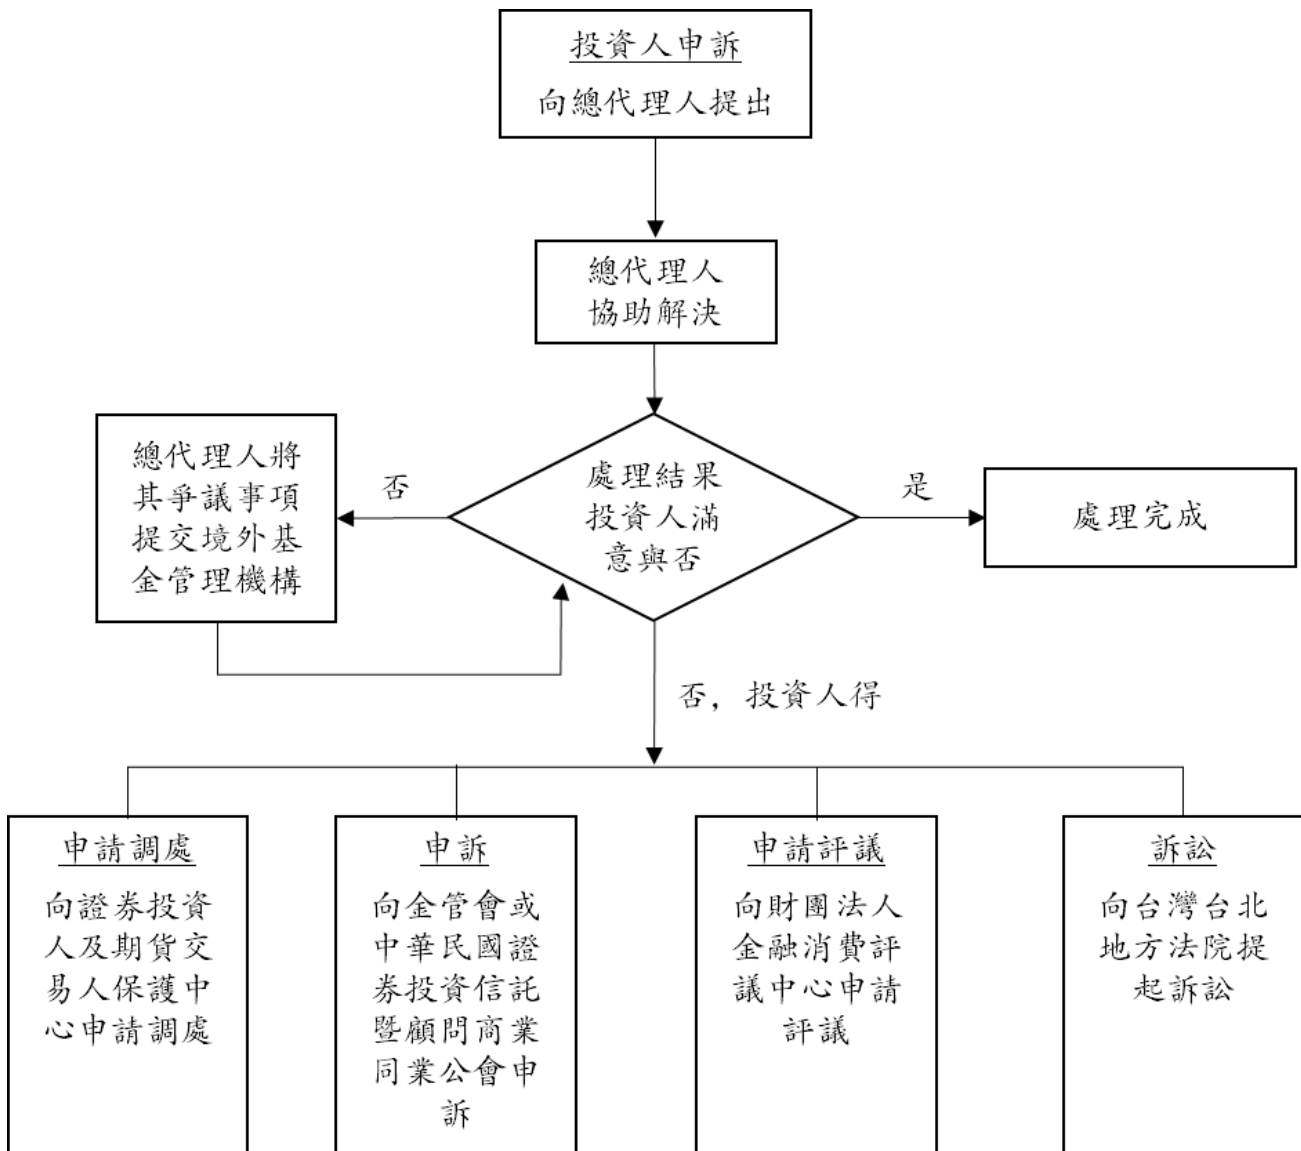 投資人申訴
向總代理人提出
總代理人
協助解決
處理結果
投資人滿
意與否
否
總代理人將
其爭議事項
提交境外基
金管理機構
是
處理完成
否，投資人得
申請調處
向證券投資
人及期貨交
易人保護中
心申請調處
申訴
向金管會或
中華民國證
券投資信託
暨顧問商業
同業公會申
訴
申請評議
向財團法人
金融消費評
議中心申請
評議
訴訟
向台灣台北
地方法院提
起訴訟